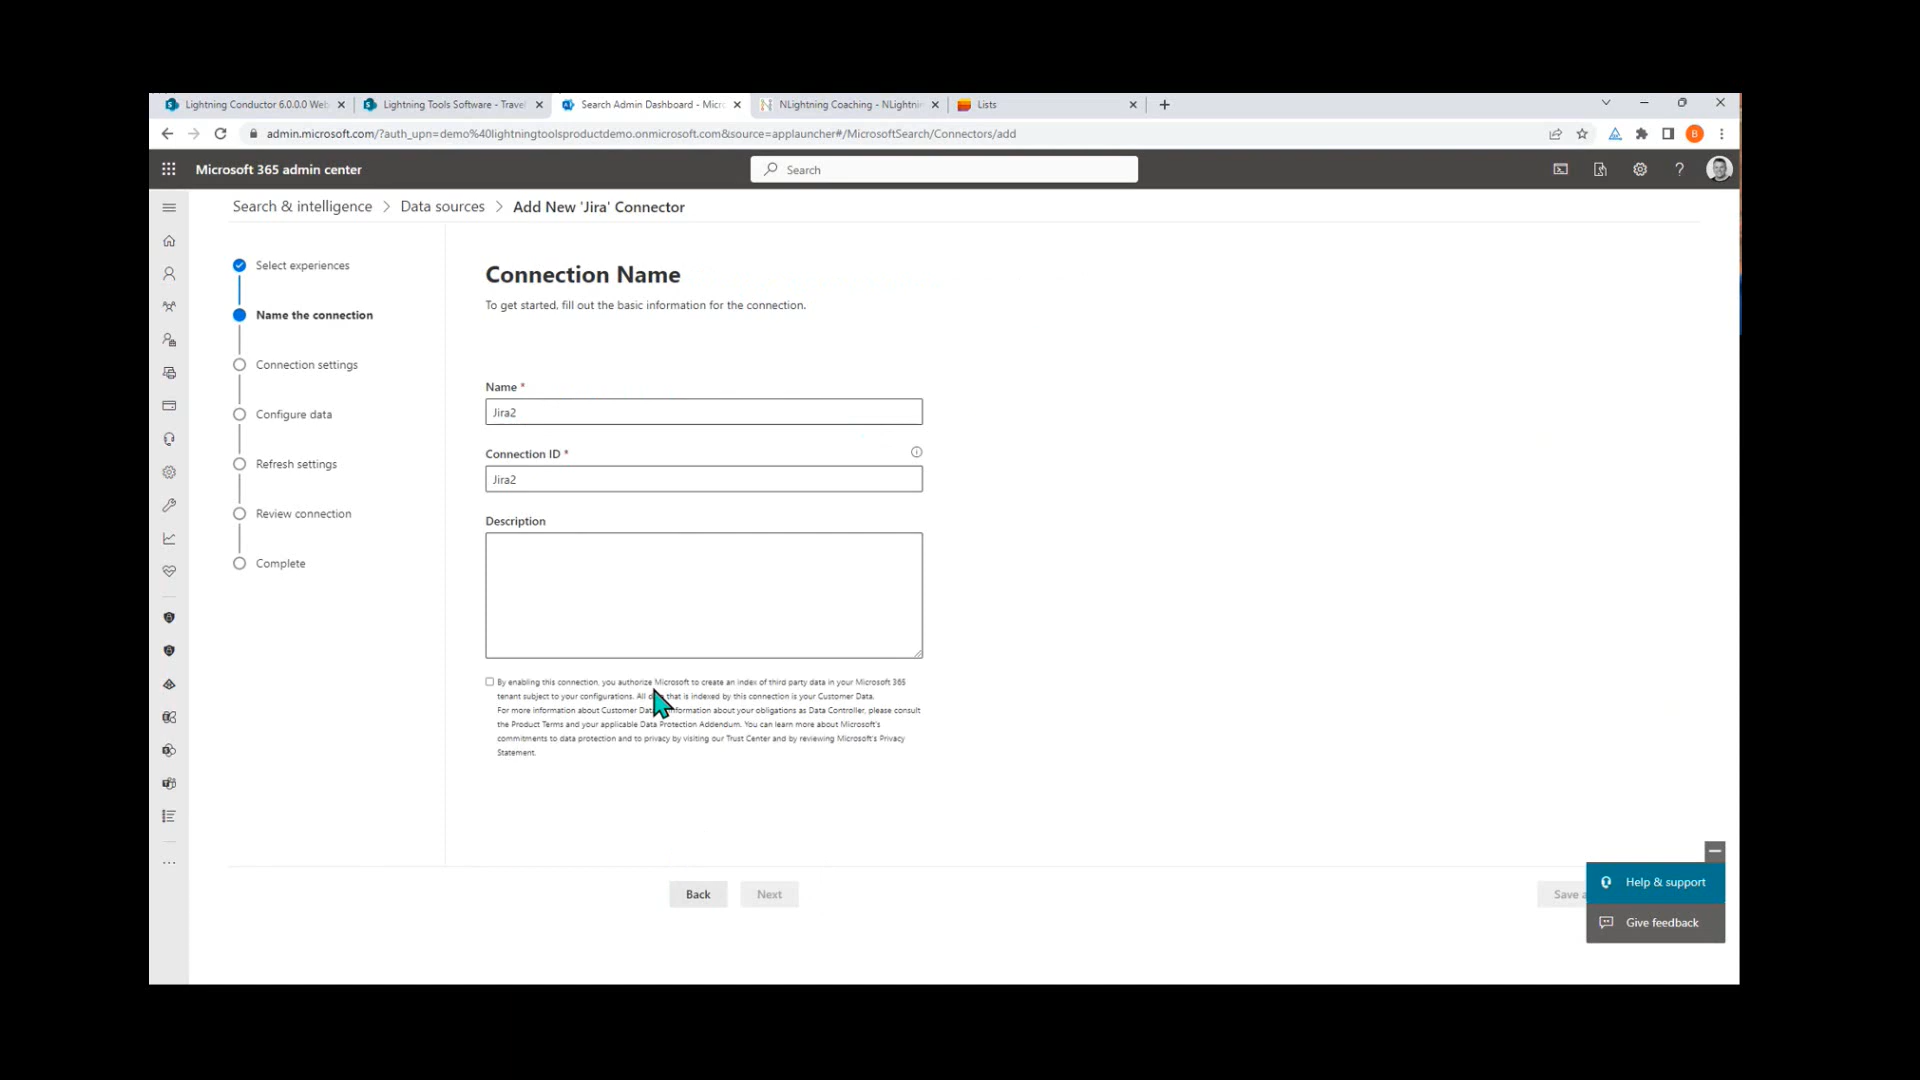 Lightning Conductor 6.0.0.0 Web
Lightning Tools Software - Travel
Search Admin Dashboard - Micro
NLightning Coaching - NLightnin
Lists
admin.microsoft.com/?auth_upn=demo%40lightningtoolsproductdemo.onmicrosoft.com&source=applauncher#/MicrosoftSearch/Connectors/add
B
Microsoft 365 admin center
Search
Search & intelligence > Data sources > Add New 'Jira' Connector
Select experiences
Name the connection
Connection settings
Configure data
Refresh settings
Review connection
Complete
Connection Name
To get started, fill out the basic information for the connection.
Name *
Jira2
Connection ID *
Jira2
Description
By enabling this connection, you authorize Microsoft to create an index of third party data in your Microsoft 365
tenant subject to your configurations. All that is indexed by this connection is your Customer Data.
For more information about Customer Data information about your obligations as Data Controller, please consult
the Product Terms and your applicable Data Protection Addendum. You can learn more about Microsoft's
commitments to data protection and to privacy by visiting our Trust Center and by reviewing Microsoft's Privacy
Statement.
Back
Next
Save
Help & support
Give feedback